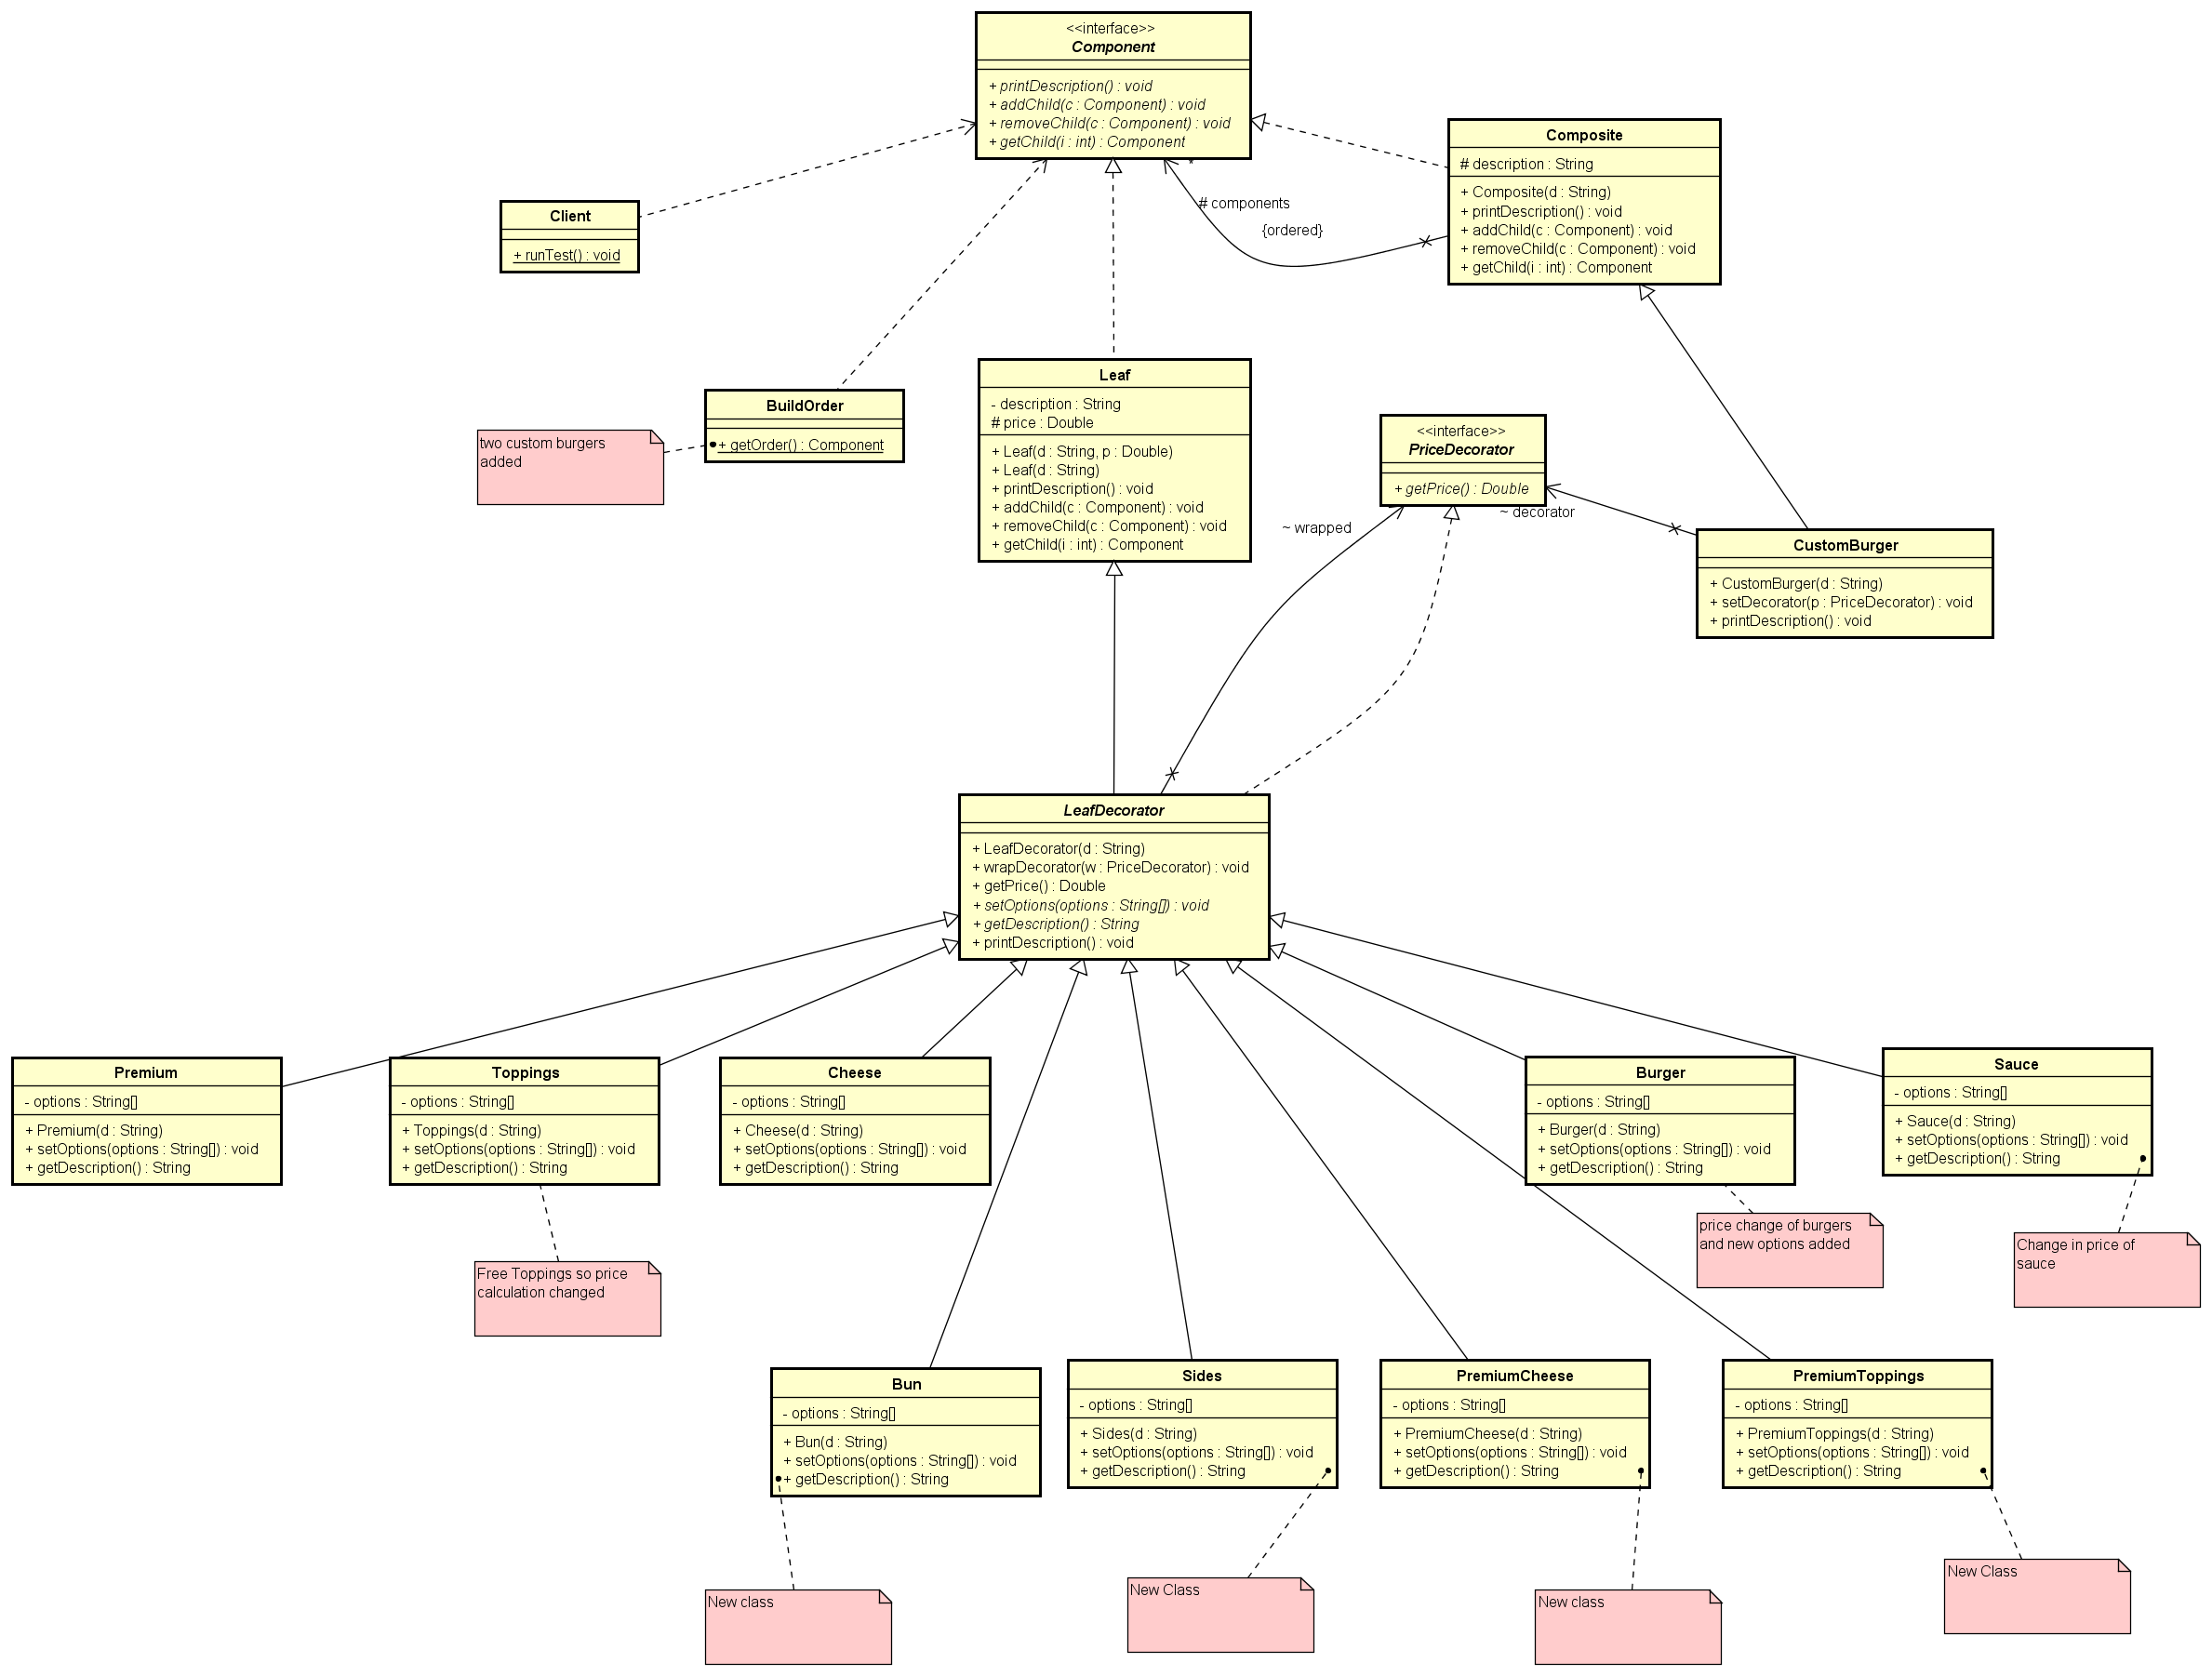 <<interface>>
Component
+ printDescription() : void
+ addChild(c : Component) : void
+ removeChild(c : Component) : void
+ getChild(i : int) : Component
*
# components
{ordered}
Composite
# description : String
+ Composite(d : String)
+ printDescription() : void
+ addChild(c : Component) : void
+ removeChild(c : Component) : void
+ getChild(i : int) : Component
Client
+ runTest() : void
BuildOrder
+ getOrder() : Component
two custom burgers
added
Leaf
- description : String
# price : Double
+ Leaf(d : String, p : Double)
+ Leaf(d : String)
+ printDescription() : void
+ addChild(c : Component) : void
+ removeChild(c : Component) : void
+ getChild(i : int) : Component
<<interface>>
PriceDecorator
+ getPrice() : Double
~ wrapped
~ decorator
CustomBurger
+ CustomBurger(d : String)
+ setDecorator(p : PriceDecorator) : void
+ printDescription() : void
LeafDecorator
+ LeafDecorator(d : String)
+ wrapDecorator(w : PriceDecorator) : void
+ getPrice() : Double
+ setOptions(options : String[]) : void
+ getDescription() : String
+ printDescription() : void
Premium
- options : String[]
+ Premium(d : String)
+ setOptions(options : String[]) : void
+ getDescription() : String
Toppings
- options : String[]
+ Toppings(d : String)
+ setOptions(options : String[]) : void
+ getDescription() : String
Cheese
- options : String[]
+ Cheese(d : String)
+ setOptions(options : String[]) : void
+ getDescription() : String
Burger
- options : String[]
+ Burger(d : String)
+ setOptions(options : String[]) : void
+ getDescription() : String
Sauce
- options : String[]
+ Sauce(d : String)
+ setOptions(options : String[]) : void
+ getDescription() : String
Free Toppings so price
calculation changed
price change of burgers
and new options added
Change in price of
sauce
Bun
- options : String[]
+ Bun(d : String)
+ setOptions(options : String[]) : void
+ getDescription() : String
Sides
- options : String[]
+ Sides(d : String)
+ setOptions(options : String[]) : void
+ getDescription() : String
PremiumCheese
- options : String[]
+ PremiumCheese(d : String)
+ setOptions(options : String[]) : void
+ getDescription() : String
PremiumToppings
- options : String[]
+ PremiumToppings(d : String)
+ setOptions(options : String[]) : void
+ getDescription() : String
New class
New Class
New class
New Class